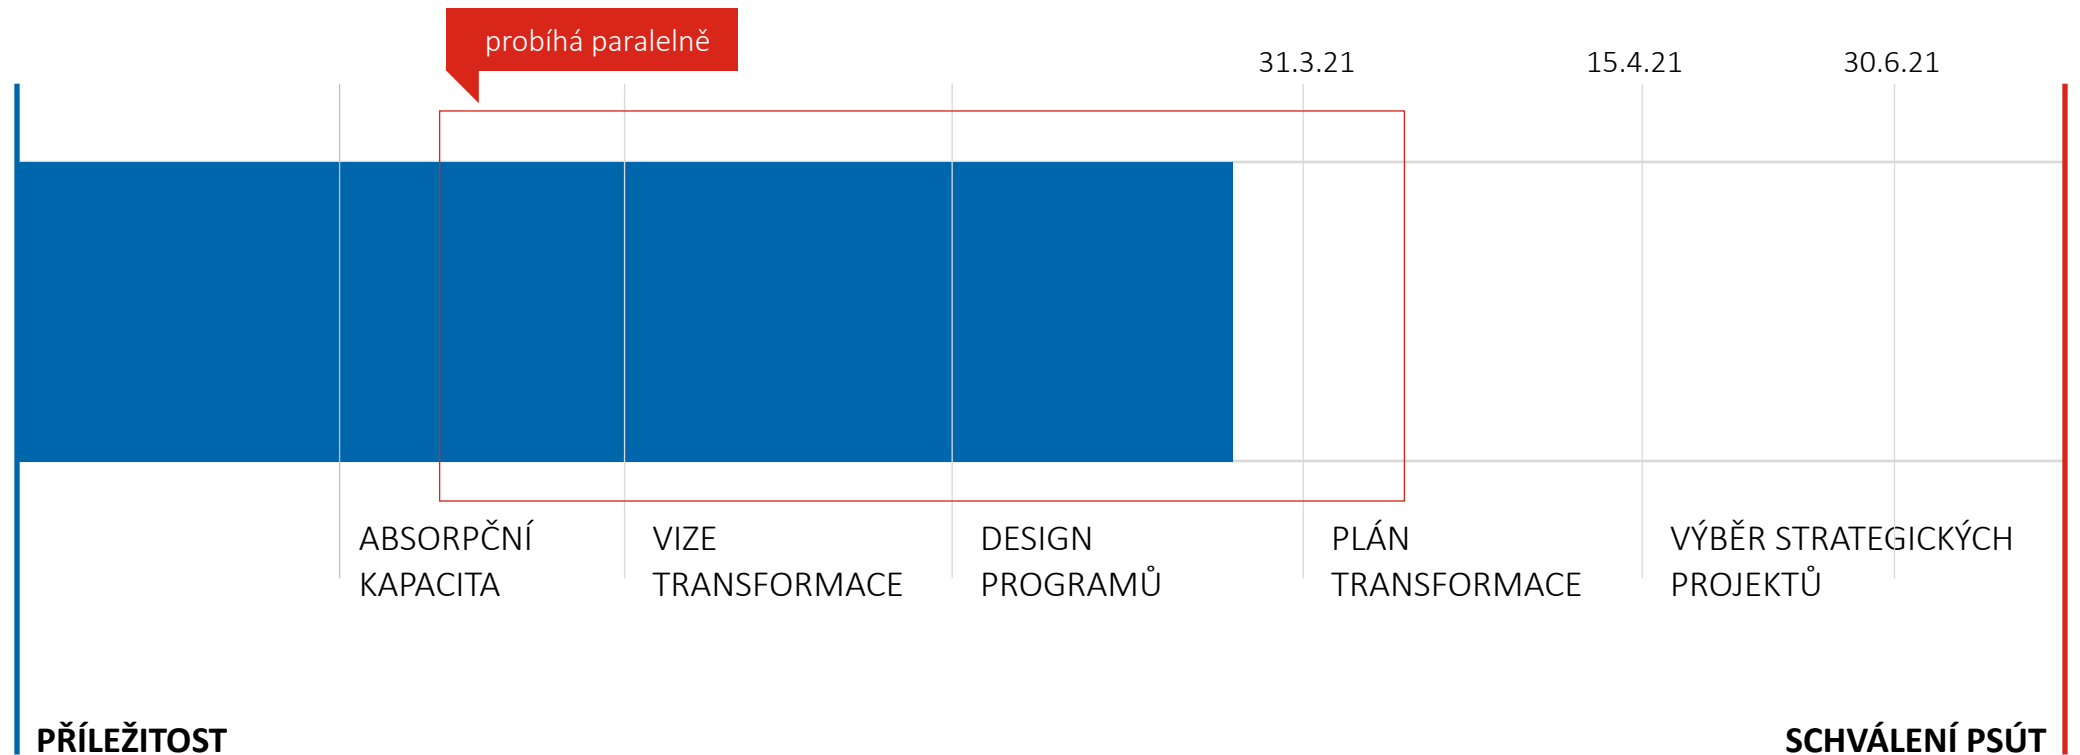 probíhá paralelně
31.3.21
15.4.21
30.6.21
ABSORPČNÍ
KAPACITA
VIZE
TRANSFORMACE
DESIGN
PROGRAMŮ
PLÁN
TRANSFORMACE
VÝBĚR STRATEGICKÝCH
PROJEKTŮ
PŘÍLEŽITOST
SCHVÁLENÍ PSÚT